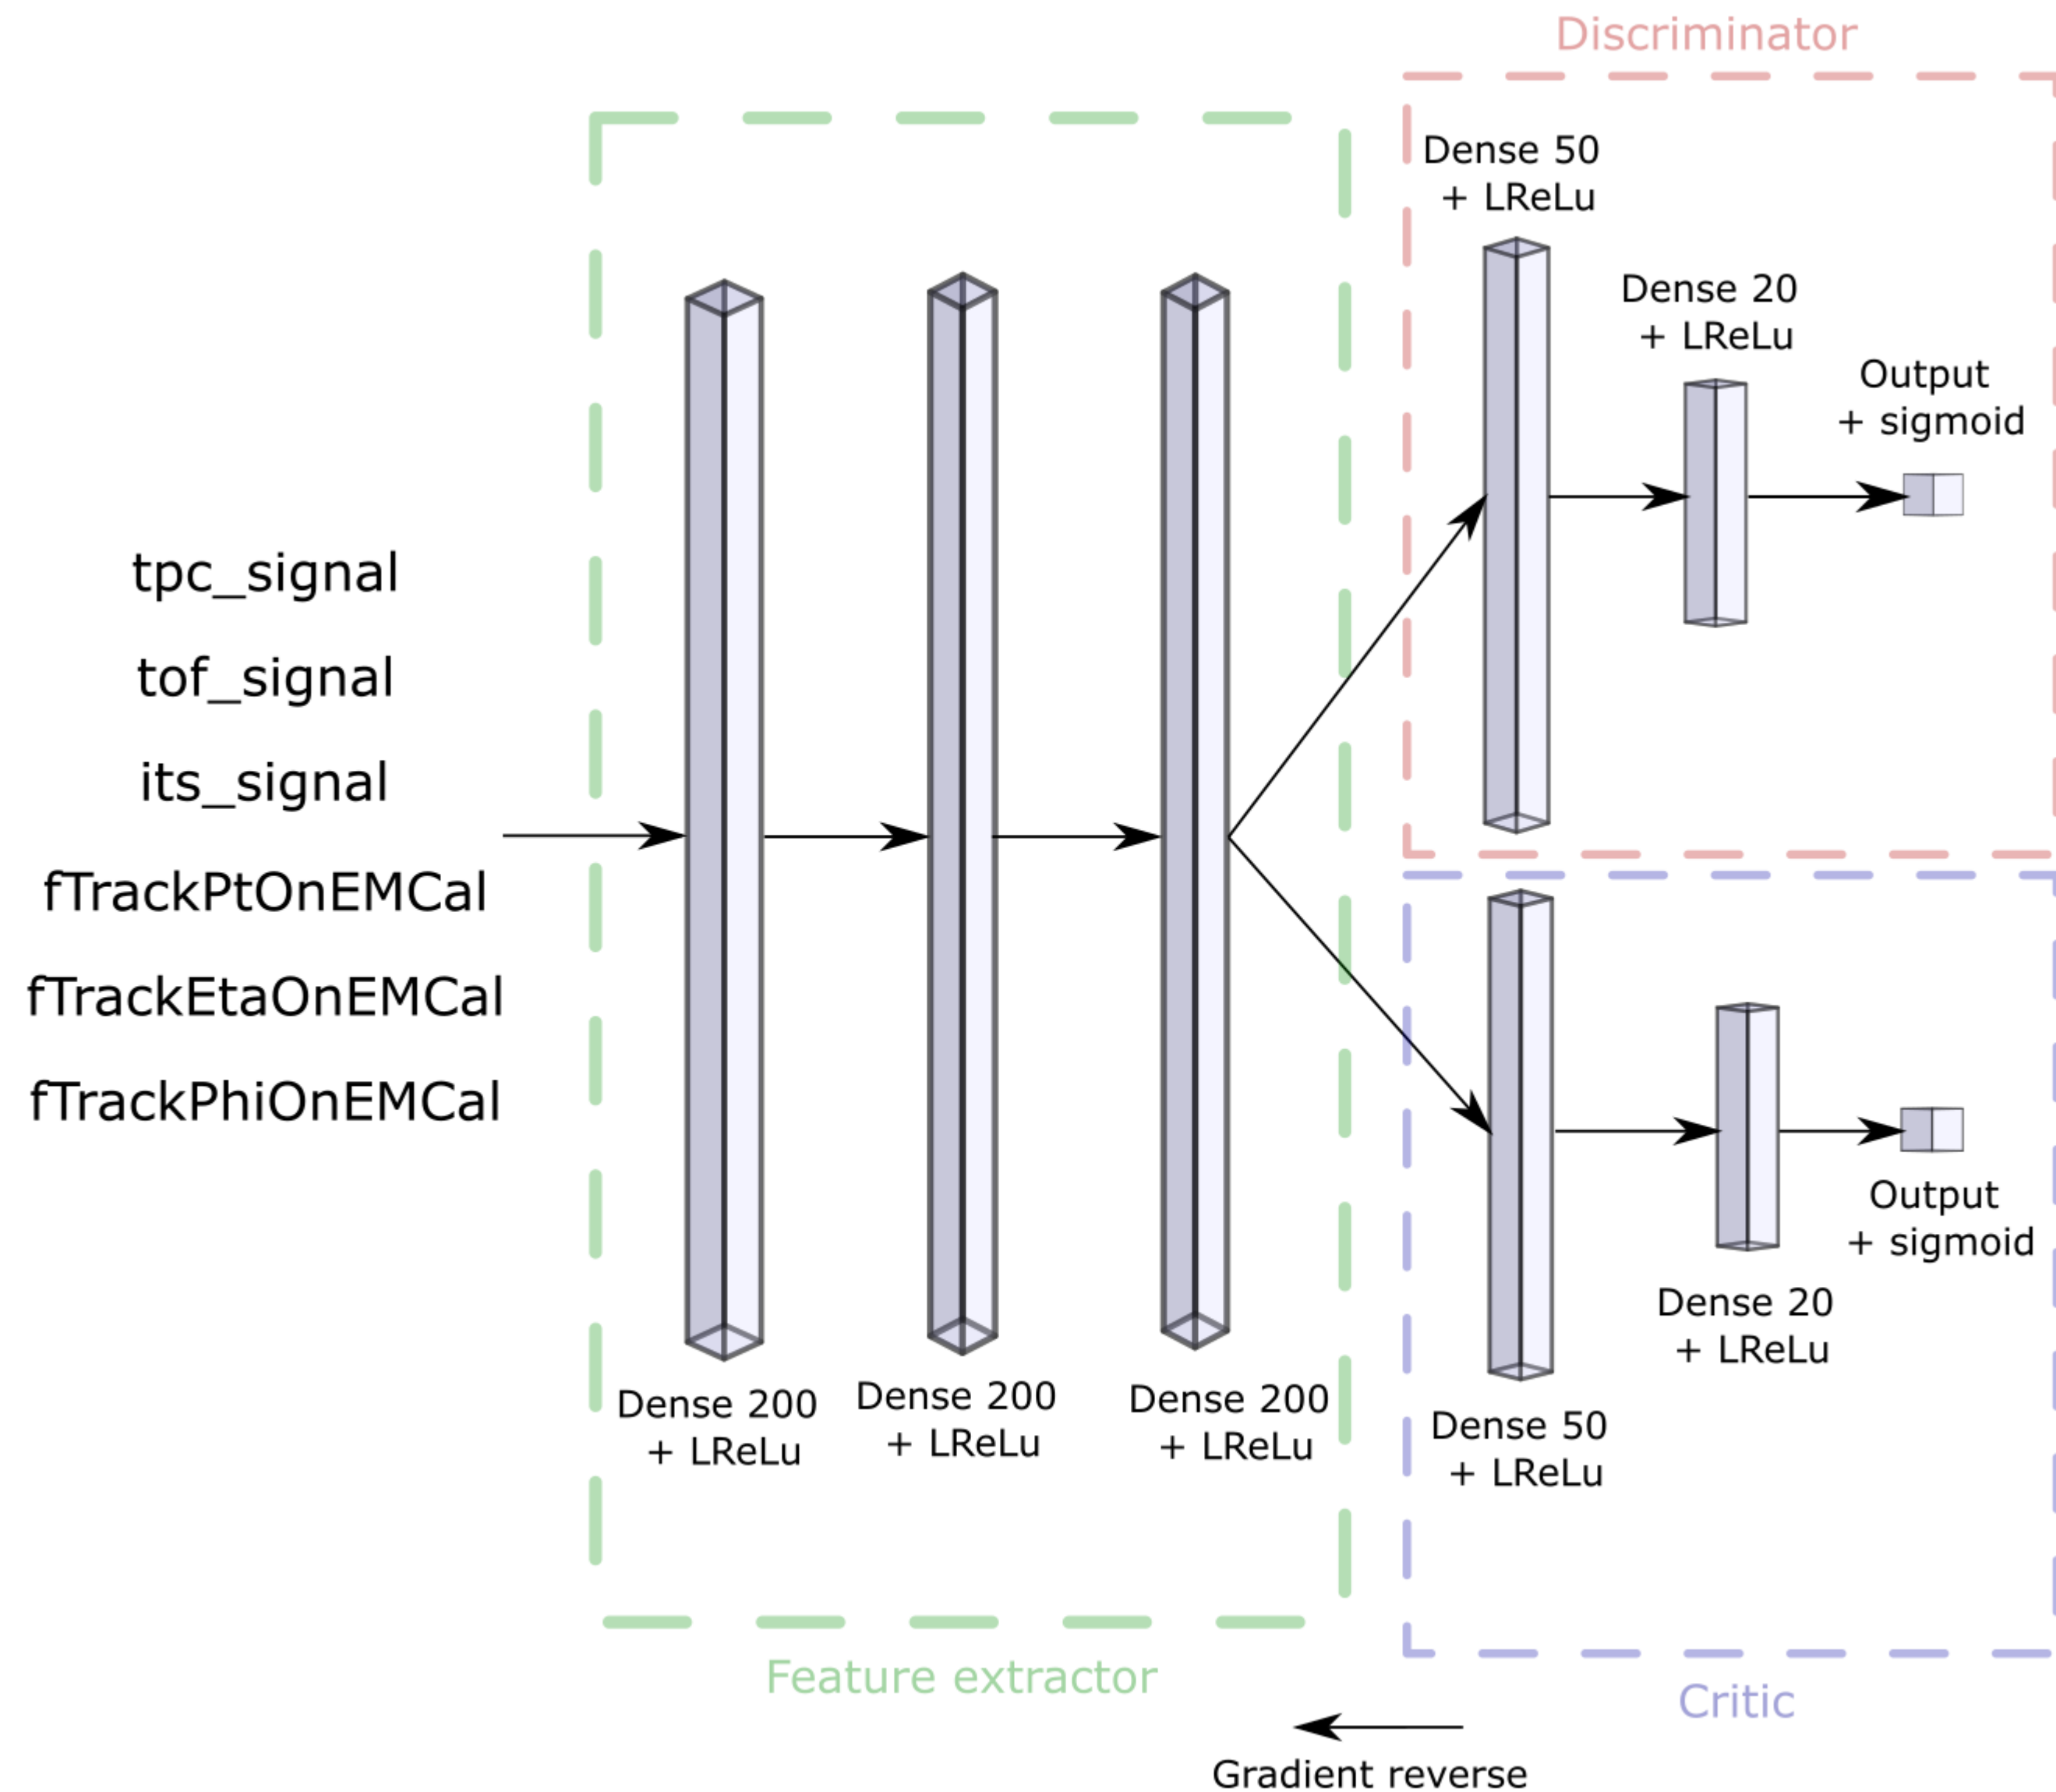 Discriminator
Dense 50
+ LReLu
Dense 20
+ LReLu
Output
+ sigmoid
tpc_signal
tof_signal
its_signal
fTrackPtOnEMCal
fTrackEtaOnEMCal
fTrackPhiOnEMCal
Dense 200
+ LReLu
Dense 200
+ LReLu
Dense 200
+ LReLu
Feature extractor
Output
+ sigmoid
Dense 20
+ LReLu
Dense 50
+ LReLu
Critic
Gradient reverse